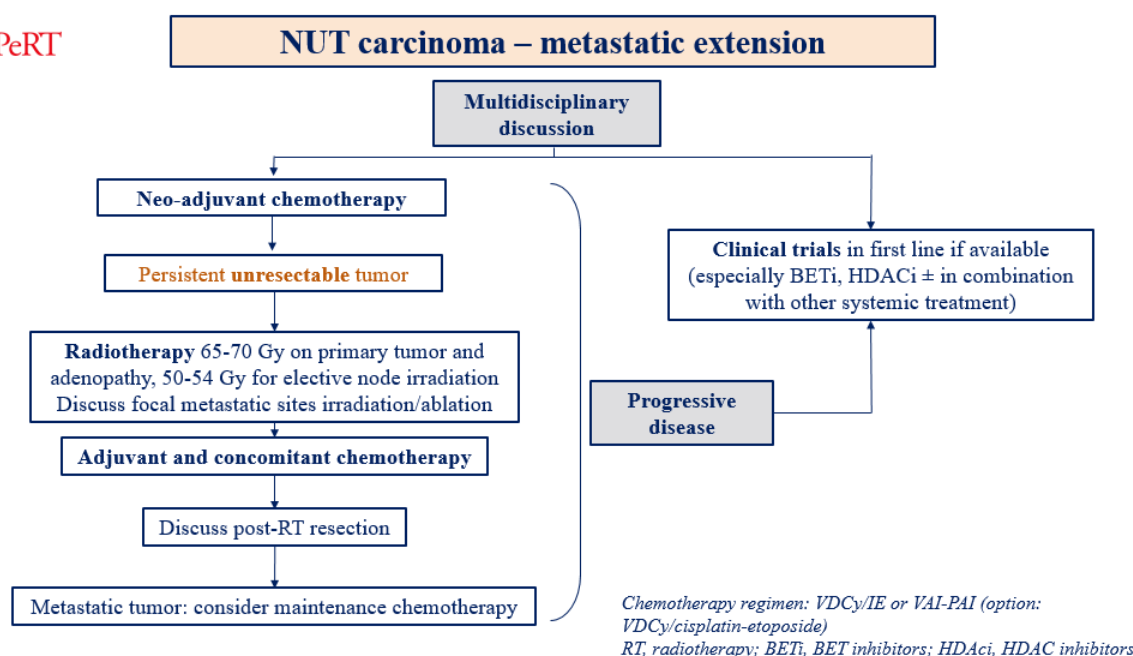 PeRT
NUT carcinoma – metastatic extension
Multidisciplinary
discussion
Neo-adjuvant chemotherapy
Persistent unresectable tumor
Radiotherapy 65-70 Gy on primary tumor and
adenopathy, 50-54 Gy for elective node irradiation
Discuss focal metastatic sites irradiation/ablation
Adjuvant and concomitant chemotherapy
Discuss post-RT resection
Metastatic tumor: consider maintenance chemotherapy
Clinical trials in first line if available
(especially BETi, HDACi ± in combination
with other systemic treatment)
Progressive
disease
Chemotherapy regimen: VDCy/IE or VAI-PAI (option:
VDCy/cisplatin-etoposide)
RT, radiotherapy; BETi, BET inhibitors; HDAci, HDAC inhibitors